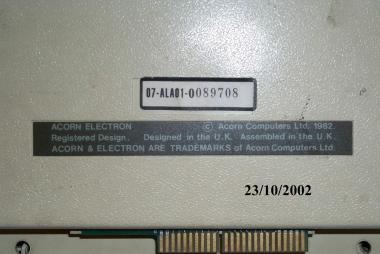 07-ALA01-0089708
ACORN ELECTRON © Acorn Computers Ltd. 1982.
Registered Design. Designed in the U.K. Assembled in the U.K.
ACORN & ELECTRON ARE TRADEMARKS of Acorn Computers Ltd
23/10/2002